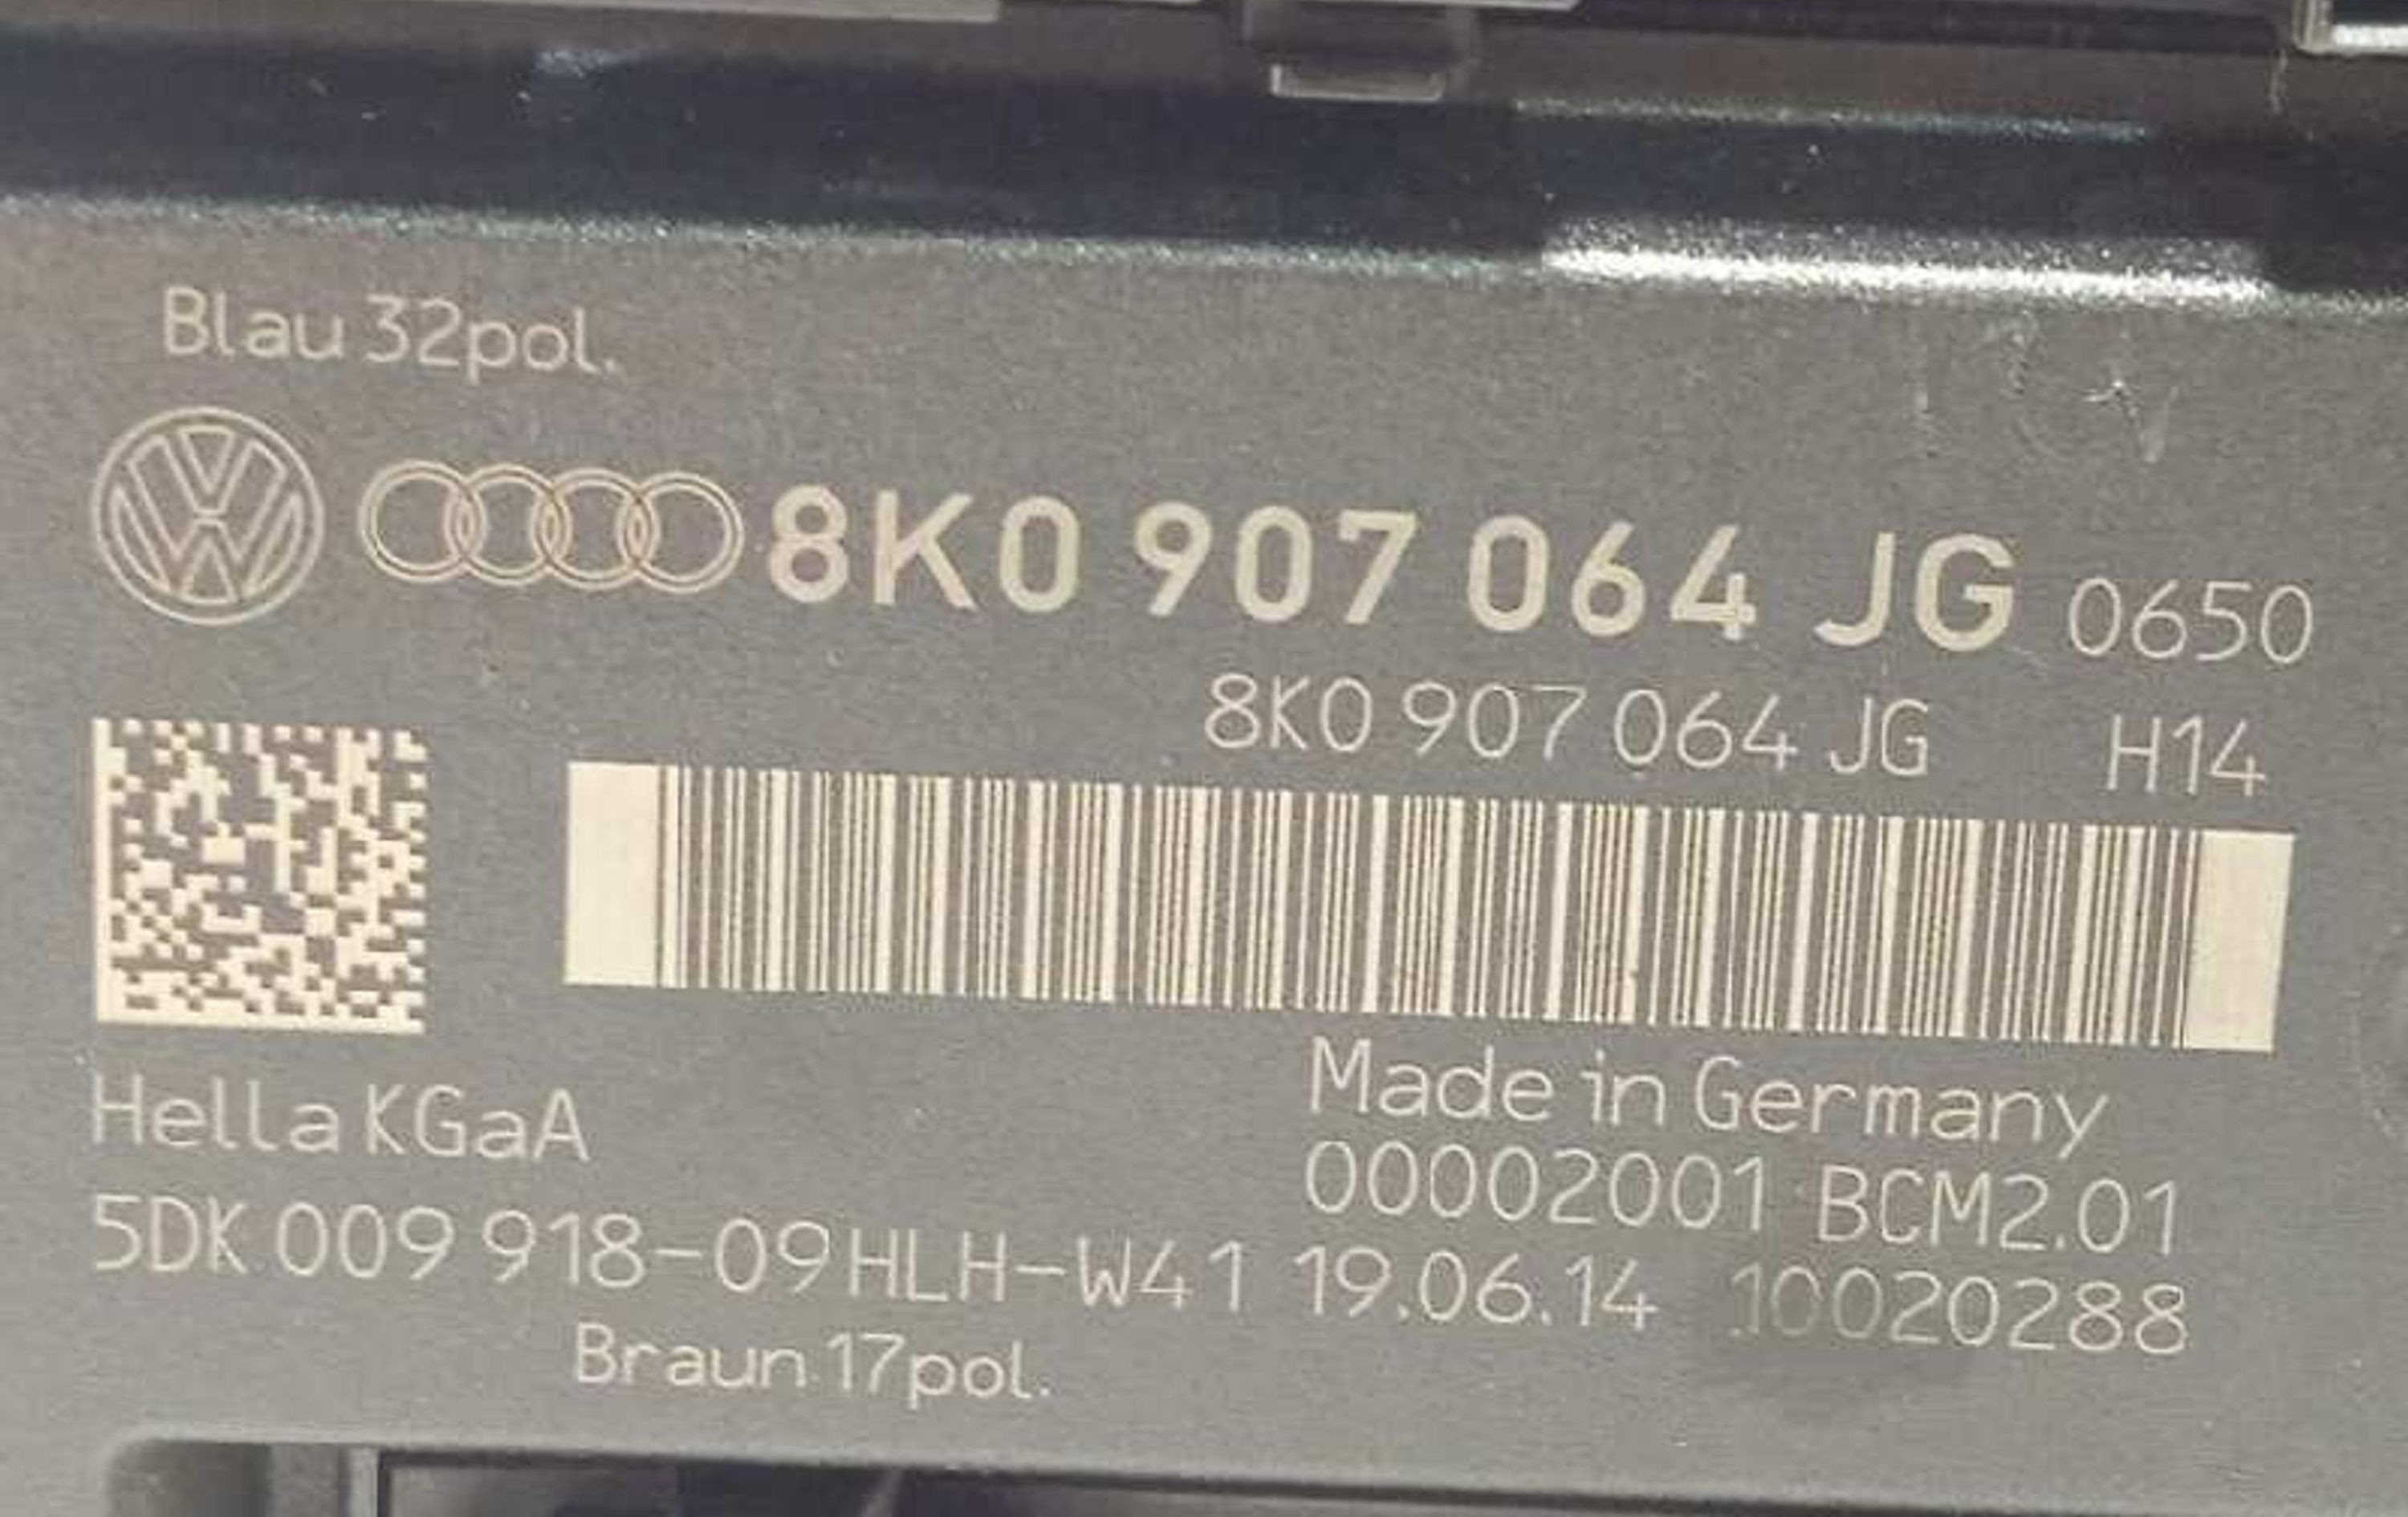 Blau 32pol.
8K0 907 064 JG 0650
8K0 907 064 JG H14
Hella KGaA
Made in Germany
00002001 BCM2.01
5DK 009 918-09 HLH-W41 19.06.14 10020288
Braun 17pol.